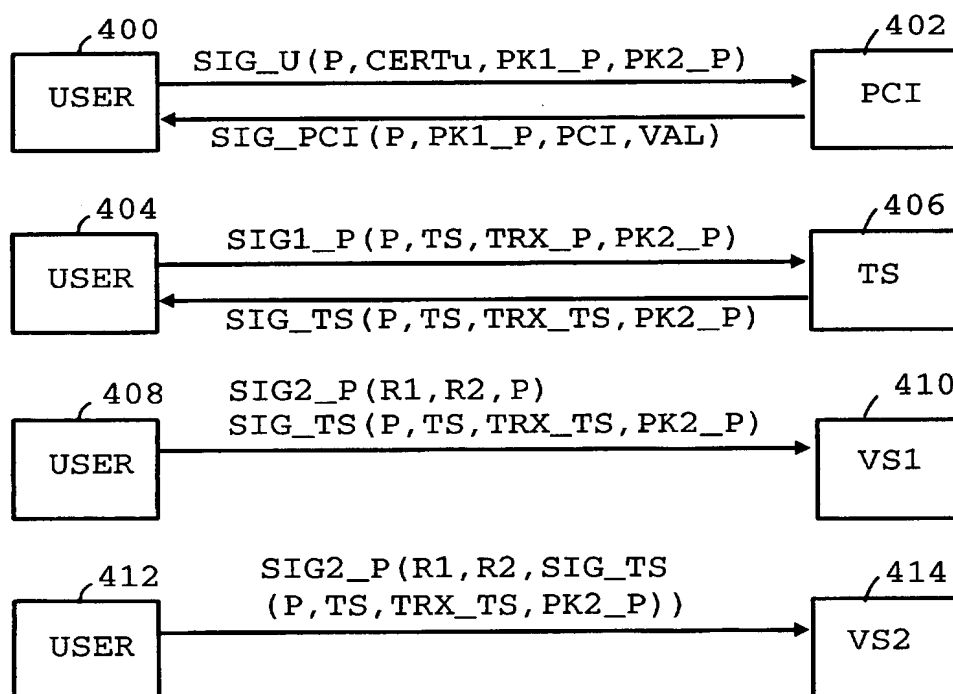 400
402
SIG_U(P,CERTu,PK1_P,PK2_P)
USER
PCI
SIG_PCI(P,PK1_P,PCI,VAL)
404
406
SIG1_P(P,TS,TRX_P,PK2_P)
USER
TS
SIG_TS(P,TS,TRX_TS,PK2_P)
408
410
SIG2_P(R1,R2,P)
SIG_TS(P,TS,TRX_TS,PK2_P)
USER
VS1
412
414
SIG2_P(R1,R2,SIG_TS
(P,TS,TRX_TS,PK2_P))
USER
VS2